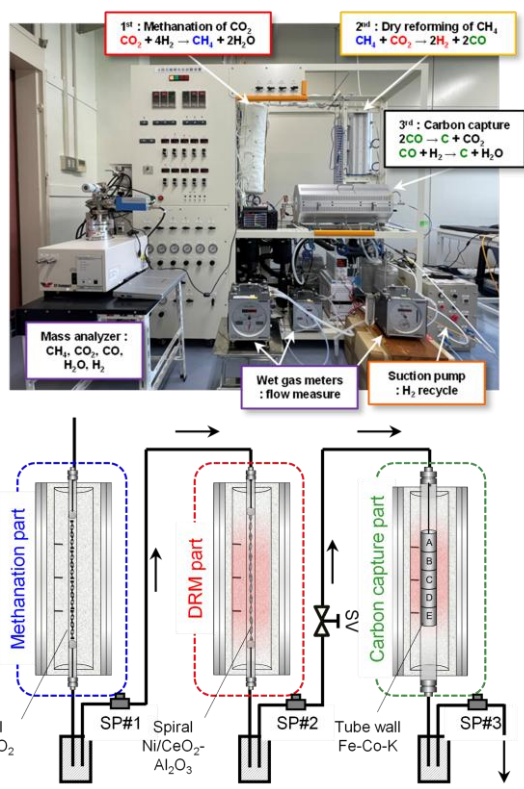 1st : Methanation of CO2
CO2 + 4H2 → CH4 + 2H2O
2nd : Dry reforming of CH4
CH4 + CO2 → 2H2 + 2CO
3rd : Carbon capture
2CO → C + CO2
CO + H2 → C + H2O
Mass analyzer :
CH4, CO2, CO,
H2O, H2
Wet gas meters
: flow measure
Suction pump
: H2 recycle
Methanation part
DRM part
Carbon capture part
A
B
C
D
E
SV
SP#1
SP#2
SP#3
Spiral
Ni/CeO2-
Al2O3
Tube wall
Fe-Co-K